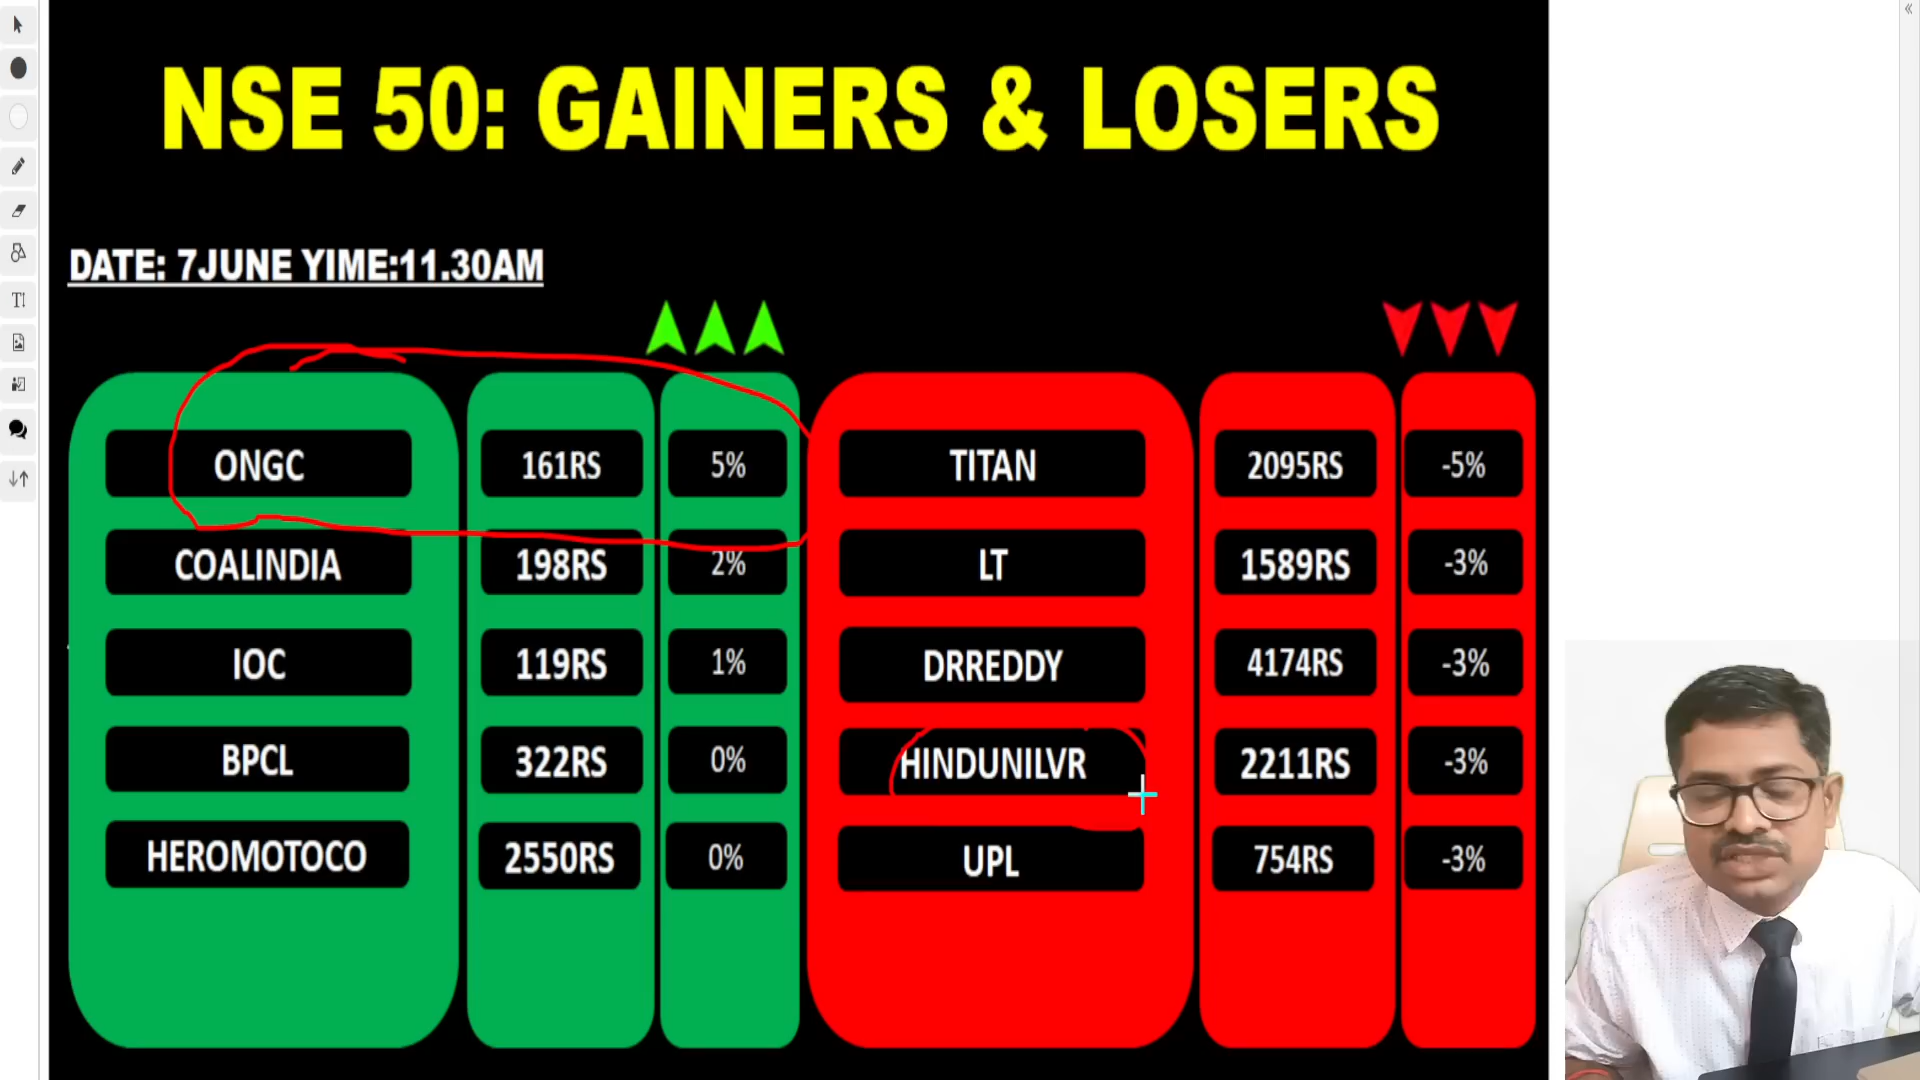 NSE 50: GAINERS & LOSERS
DATE: 7JUNE YIME:11.30AM
ONGC 161RS 5% TITAN 2095RS -5%
COALINDIA 198RS 2% LT 1589RS -3%
IOC 119RS 1% DRREDDY 4174RS -3%
BPCL 322RS 0% HINDUNILVR 2211RS -3%
HEROMOTOCO 2550RS 0% UPL 754RS -3%